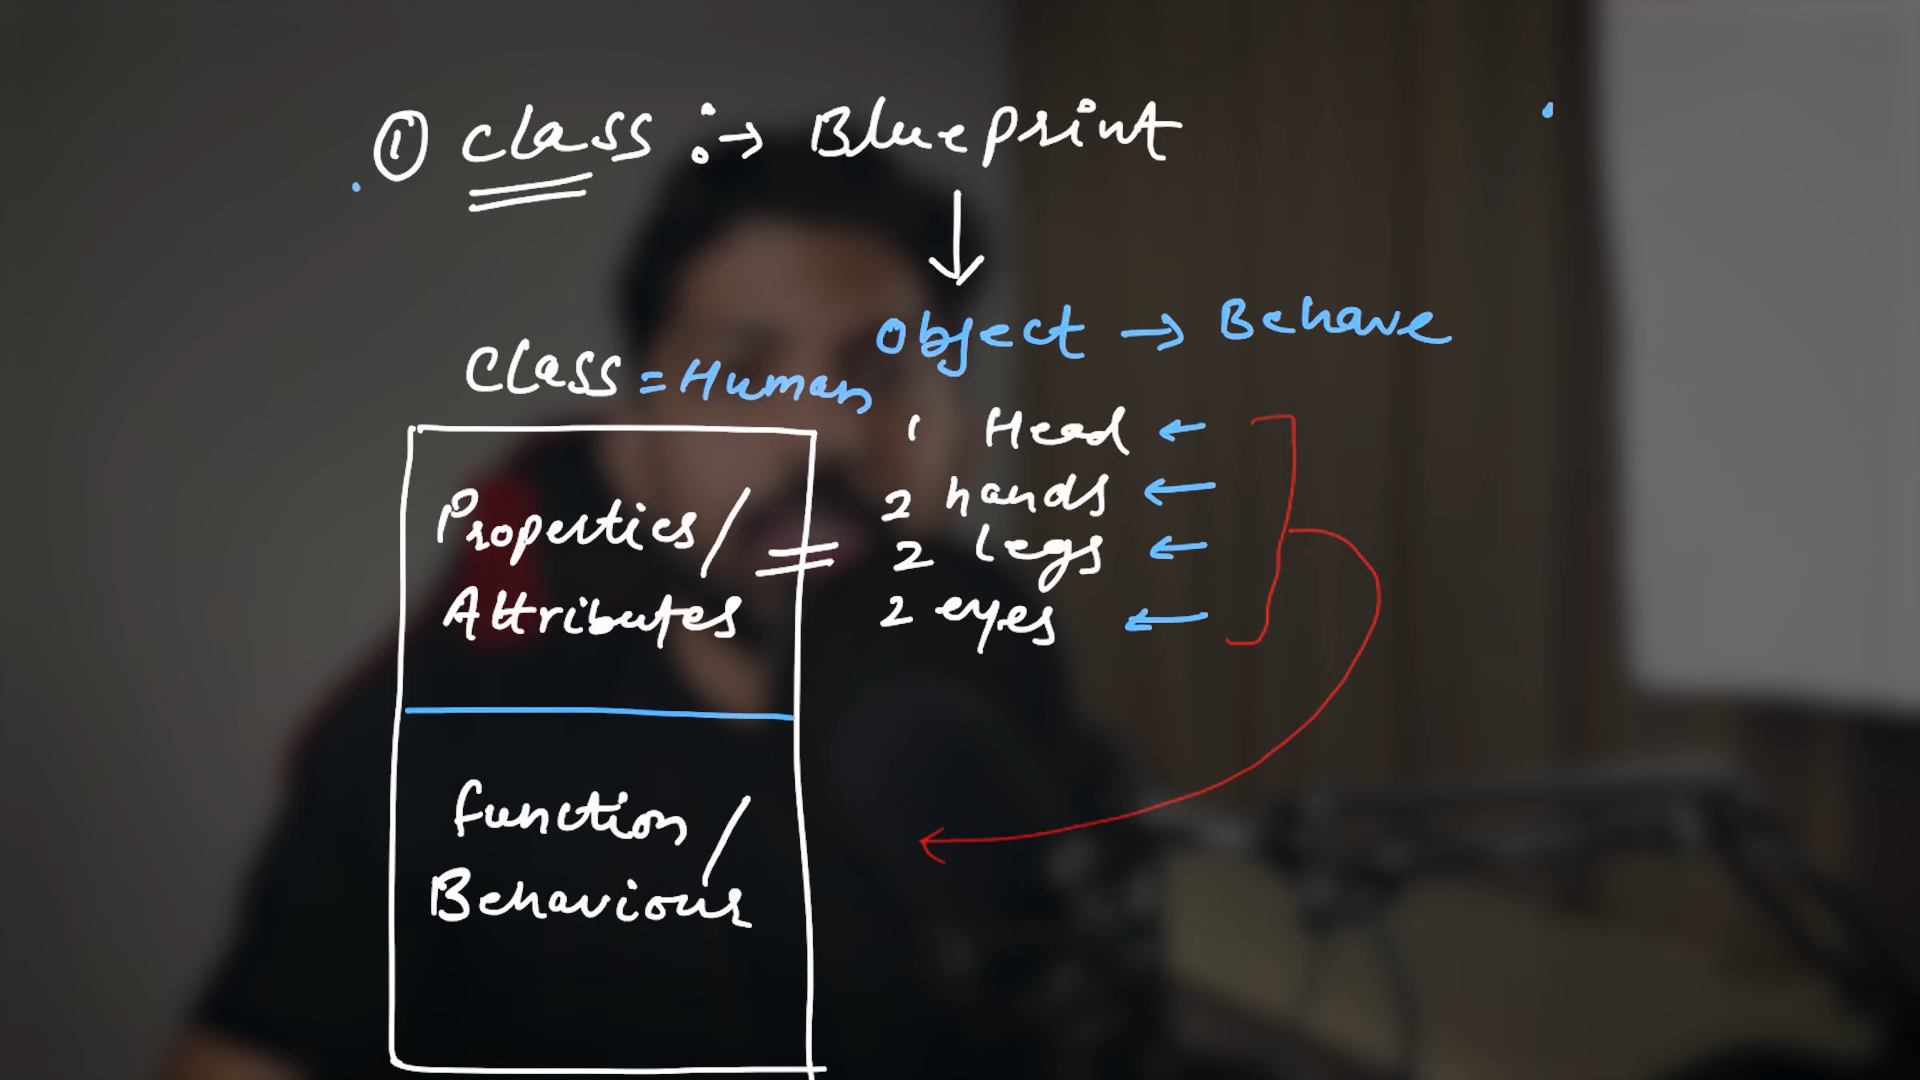 ① Class :→ Blueprint
↓
Object → Behave
Class = Human
1 Head ←
2 hands ←
Properties/
2 legs ←
Attributes
2 eyes ←
function/
Behaviour